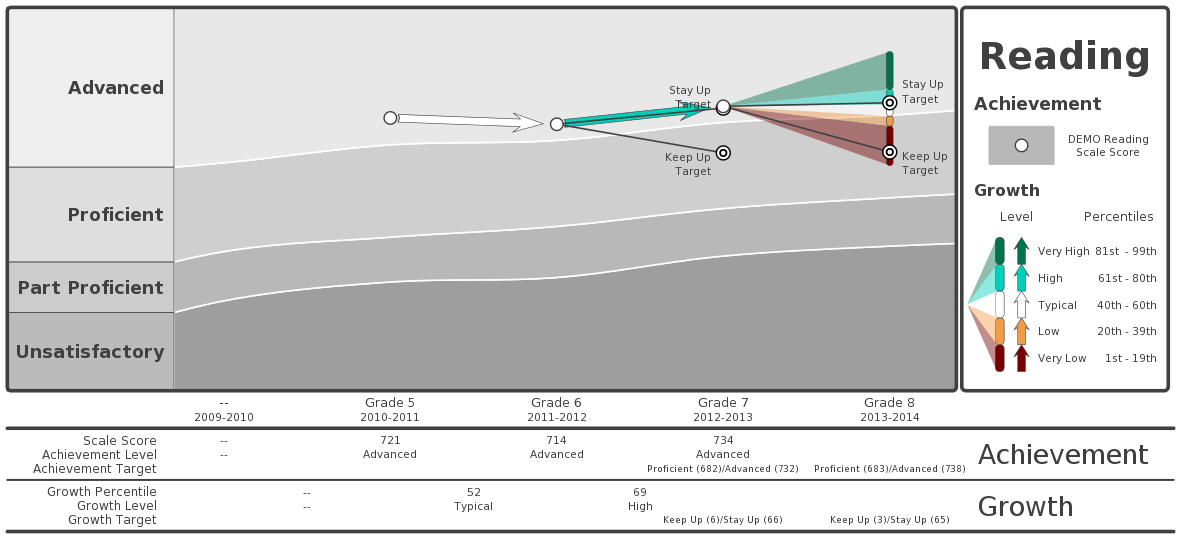 Advanced
Proficient
Part Proficient
Unsatisfactory
Stay Up
Target
Keep Up
Target
Stay Up
Target
Keep Up
Target
Reading
Achievement
DEMO Reading
Scale Score
Growth
Level Percentiles
Very High 81st - 99th
High 61st - 80th
Typical 40th - 60th
Low 20th - 39th
Very Low 1st - 19th
-- Grade 5 Grade 6 Grade 7 Grade 8
2009-2010 2010-2011 2011-2012 2012-2013 2013-2014
Scale Score -- 721 714 734
Achievement Level -- Advanced Advanced Advanced
Achievement Target Proficient (682)/Advanced (732) Proficient (683)/Advanced (738)
Achievement
Growth Percentile -- 52 69
Growth Level -- Typical High
Growth Target Keep Up (6)/Stay Up (66) Keep Up (3)/Stay Up (65)
Growth